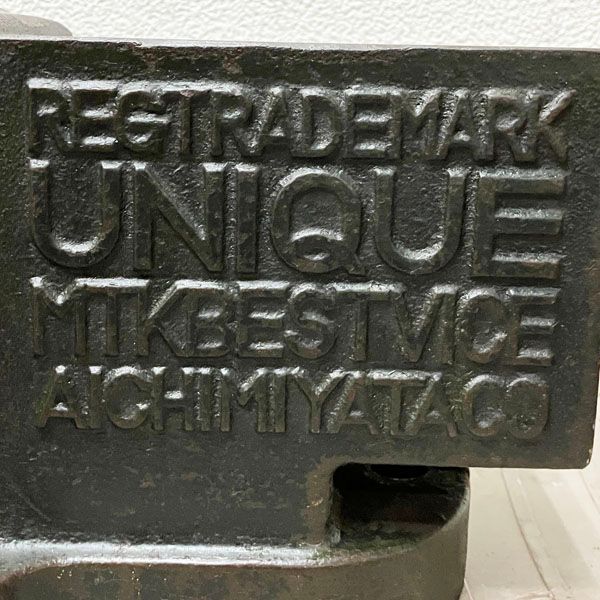 REGTRADEMARK
UNIQUE
MTKBESTVICE
AICHIMIYATACO